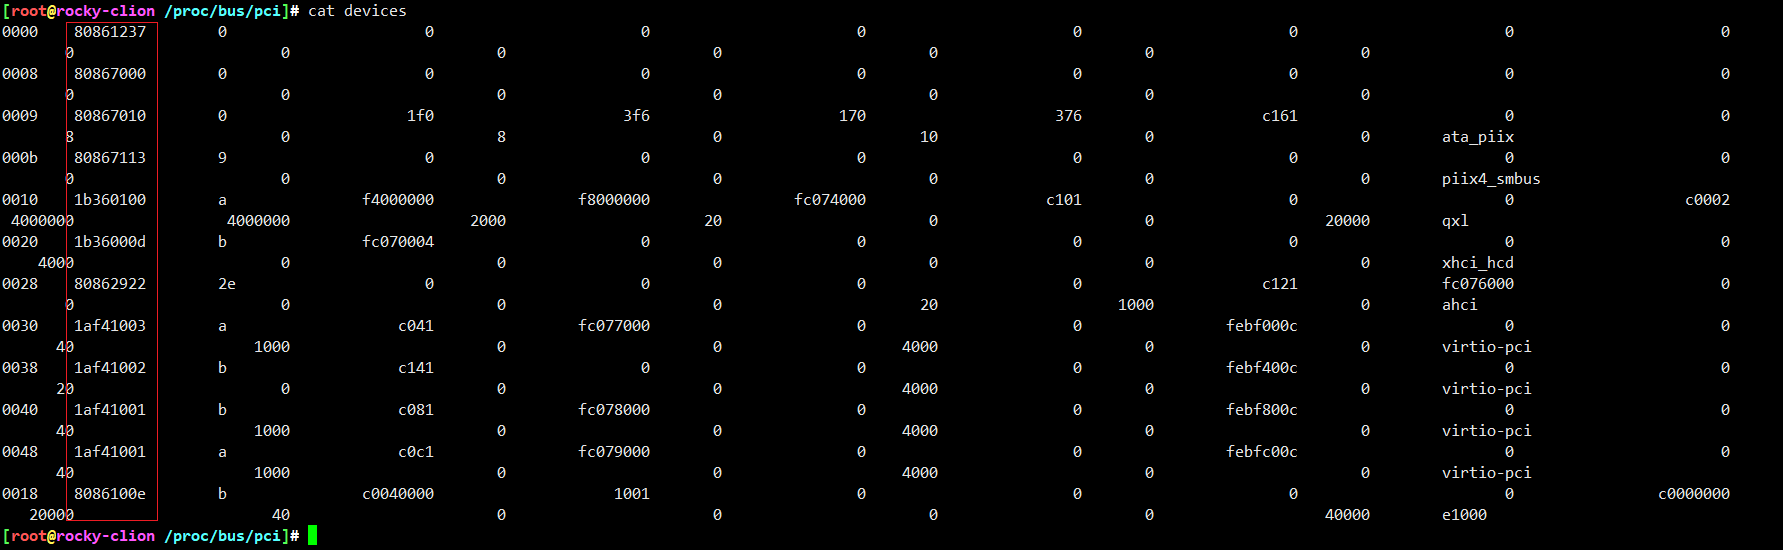 [root@rocky-clion /proc/bus/pci]# cat devices
0000 80861237 0 0 0 0 0 0 0 0
0 0 0 0 0 0 0
0008 80867000 0 0 0 0 0 0 0 0
0 0 0 0 0 0 0
0009 80867010 0 1f0 3f6 170 376 c161 0 0
8 0 8 0 10 0 0 ata_piix
000b 80867113 9 0 0 0 0 0 0 0
0 0 0 0 0 0 0 piix4_smbus
0010 1b360100 a f4000000 f8000000 fc074000 c101 0 0 c0002
4000000 4000000 2000 20 0 0 20000 qxl
0020 1b36000d b fc070004 0 0 0 0 0 0
4000 0 0 0 0 0 0 xhci_hcd
0028 80862922 2e 0 0 0 0 c121 fc076000 0
0 0 0 0 20 1000 0 ahci
0030 1af41003 a c041 fc077000 0 0 febf000c 0 0
40 1000 0 0 4000 0 0 virtio-pci
0038 1af41002 b c141 0 0 0 febf400c 0 0
20 0 0 0 4000 0 0 virtio-pci
0040 1af41001 b c081 fc078000 0 0 febf800c 0 0
40 1000 0 0 4000 0 0 virtio-pci
0048 1af41001 a c0c1 fc079000 0 0 febfc00c 0 0
40 1000 0 0 4000 0 0 virtio-pci
0018 8086100e b c0040000 1001 0 0 0 0 c0000000
20000 40 0 0 0 0 40000 e1000
[root@rocky-clion /proc/bus/pci]#